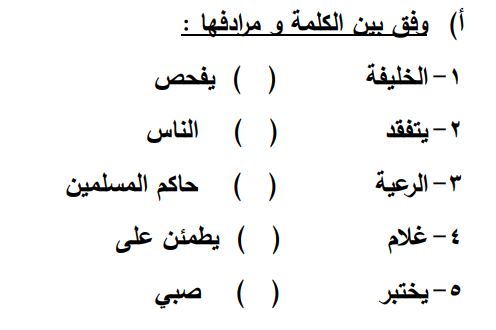 أ) وفق بين الكلمة و مرادفها :
١- الخليفة ( ) يفحص
٢- يتفقد ( ) الناس
٣- الرعية ( ) حاكم المسلمين
٤- غلام ( ) يطمئن على
٥- يختبر ( ) صبي